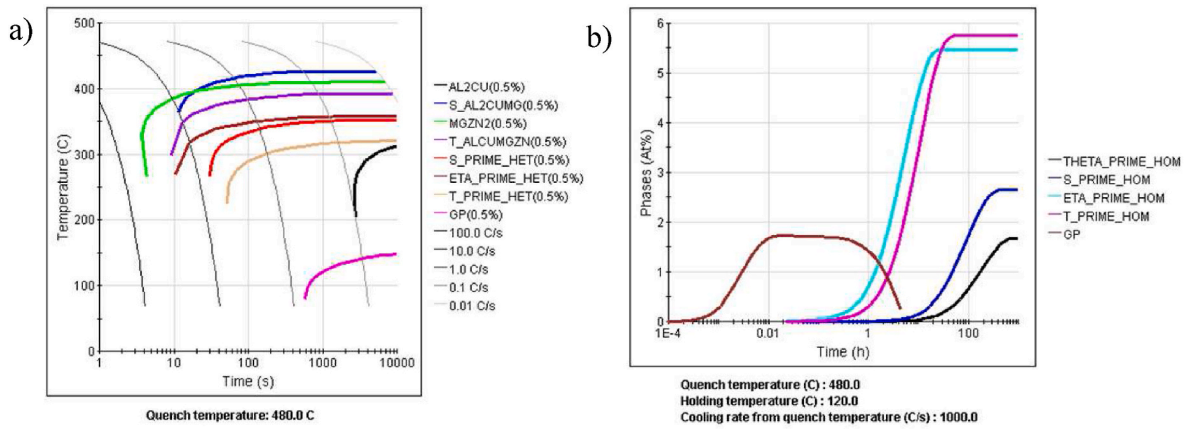 a)
500
400
300
200
100
0
Temperature (C)
1
10
100
1000
10000
Time (s)
AL2CU(0.5%)
S_AL2CUMG(0.5%)
MGZN2(0.5%)
T_ALCUMGZN(0.5%)
S_PRIME_HET(0.5%)
ETA_PRIME_HET(0.5%)
T_PRIME_HET(0.5%)
GP(0.5%)
100.0 C/s
10.0 C/s
1.0 C/s
0.1 C/s
0.01 C/s
Quench temperature: 480.0 C
b)
6
5
4
3
2
1
0
Phases (At%)
1E-4
0.01
1
100
Time (h)
THETA_PRIME_HOM
S_PRIME_HOM
ETA_PRIME_HOM
T_PRIME_HOM
GP
Quench temperature (C) : 480.0
Holding temperature (C) : 120.0
Cooling rate from quench temperature (C/s) : 1000.0